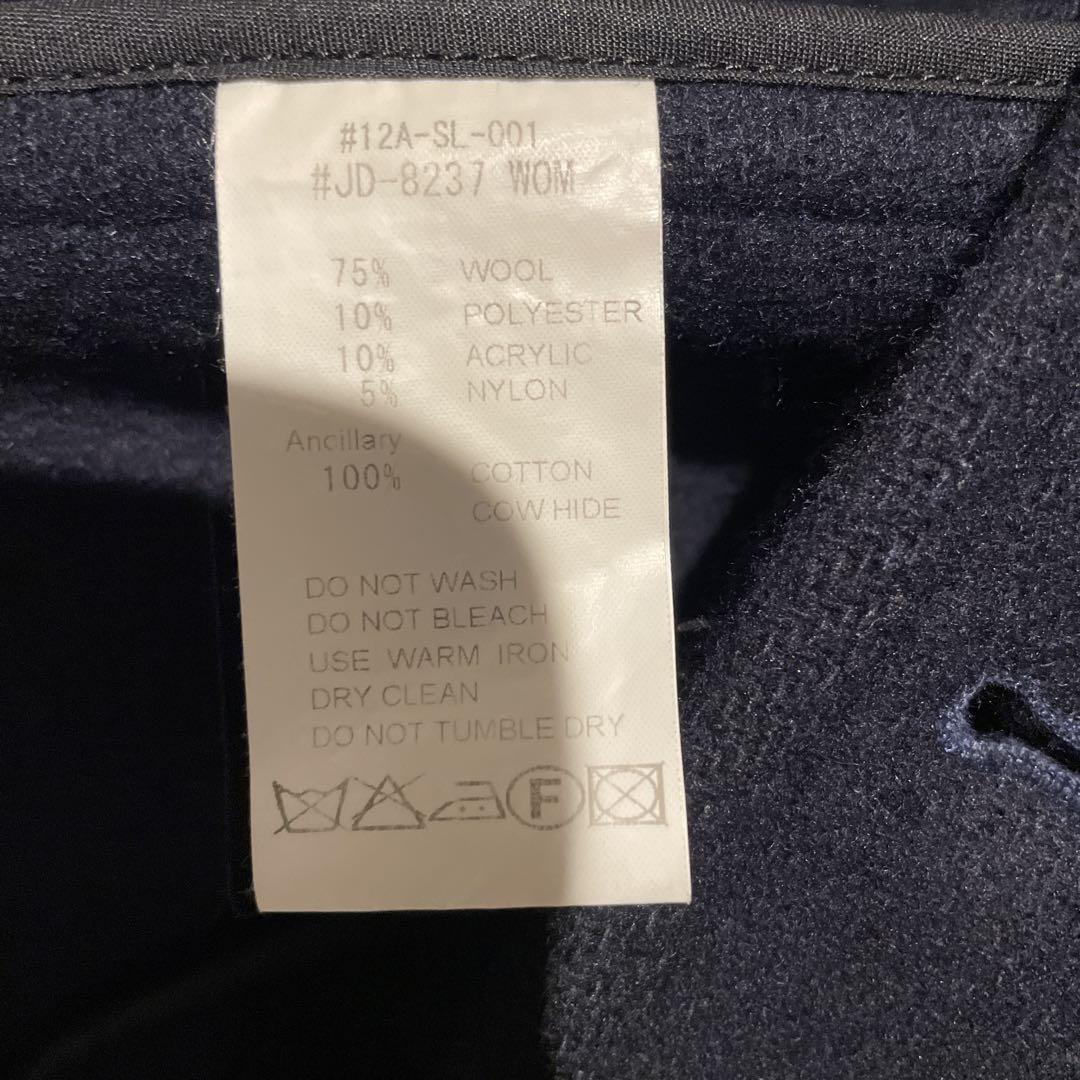 #12A-SL-001
#JD-8237 WOM
75% WOOL
10% POLYESTER
10% ACRYLIC
5% NYLON
Ancillary
100% COTTON
COW HIDE
DO NOT WASH
DO NOT BLEACH
USE WARM IRON
DRY CLEAN
DO NOT TUMBLE DRY
F